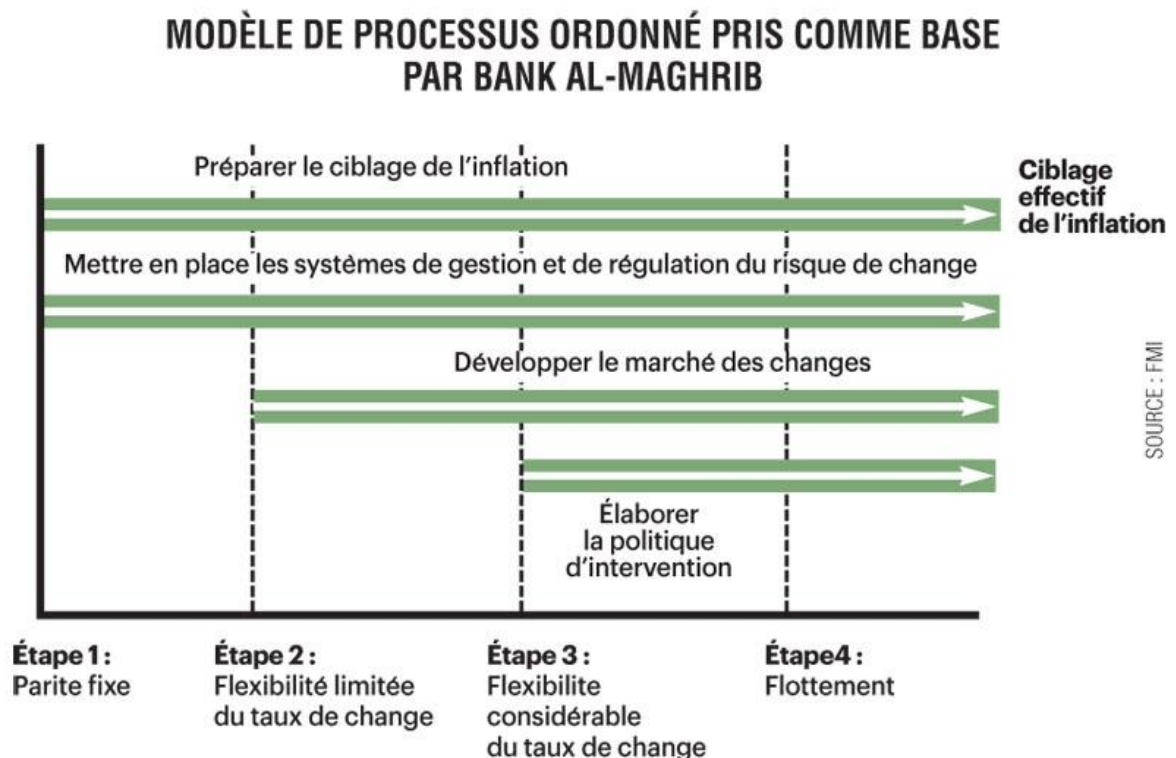 MODÈLE DE PROCESSUS ORDONNÉ PRIS COMME BASE
PAR BANK AL-MAGHRIB
Préparer le ciblage de l'inflation
Ciblage
effectif
de l'inflation
Mettre en place les systèmes de gestion et de régulation du risque de change
Développer le marché des changes
Élaborer
la politique
d'intervention
SOURCE : FMI
Étape 1 :
Parite fixe
Étape 2 :
Flexibilité limitée
du taux de change
Étape 3 :
Flexibilite
considérable
du taux de change
Étape4 :
Flottement